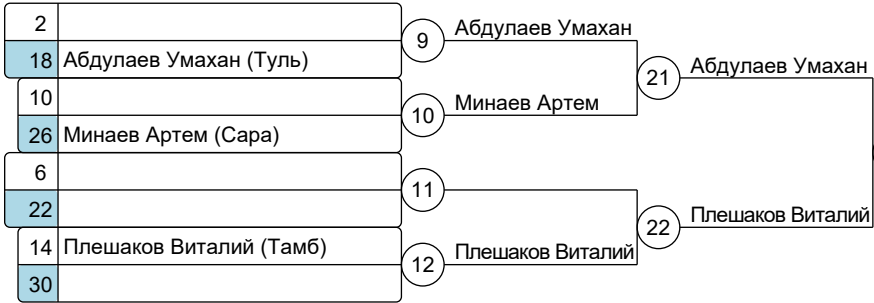 2
18 Абдулаев Умахан (Туль)
10
26 Минаев Артем (Сара)
6
22
14 Плешаков Виталий (Тамб)
30
9 Абдулаев Умахан
10 Минаев Артем
11
12 Плешаков Виталий
21 Абдулаев Умахан
22 Плешаков Виталий